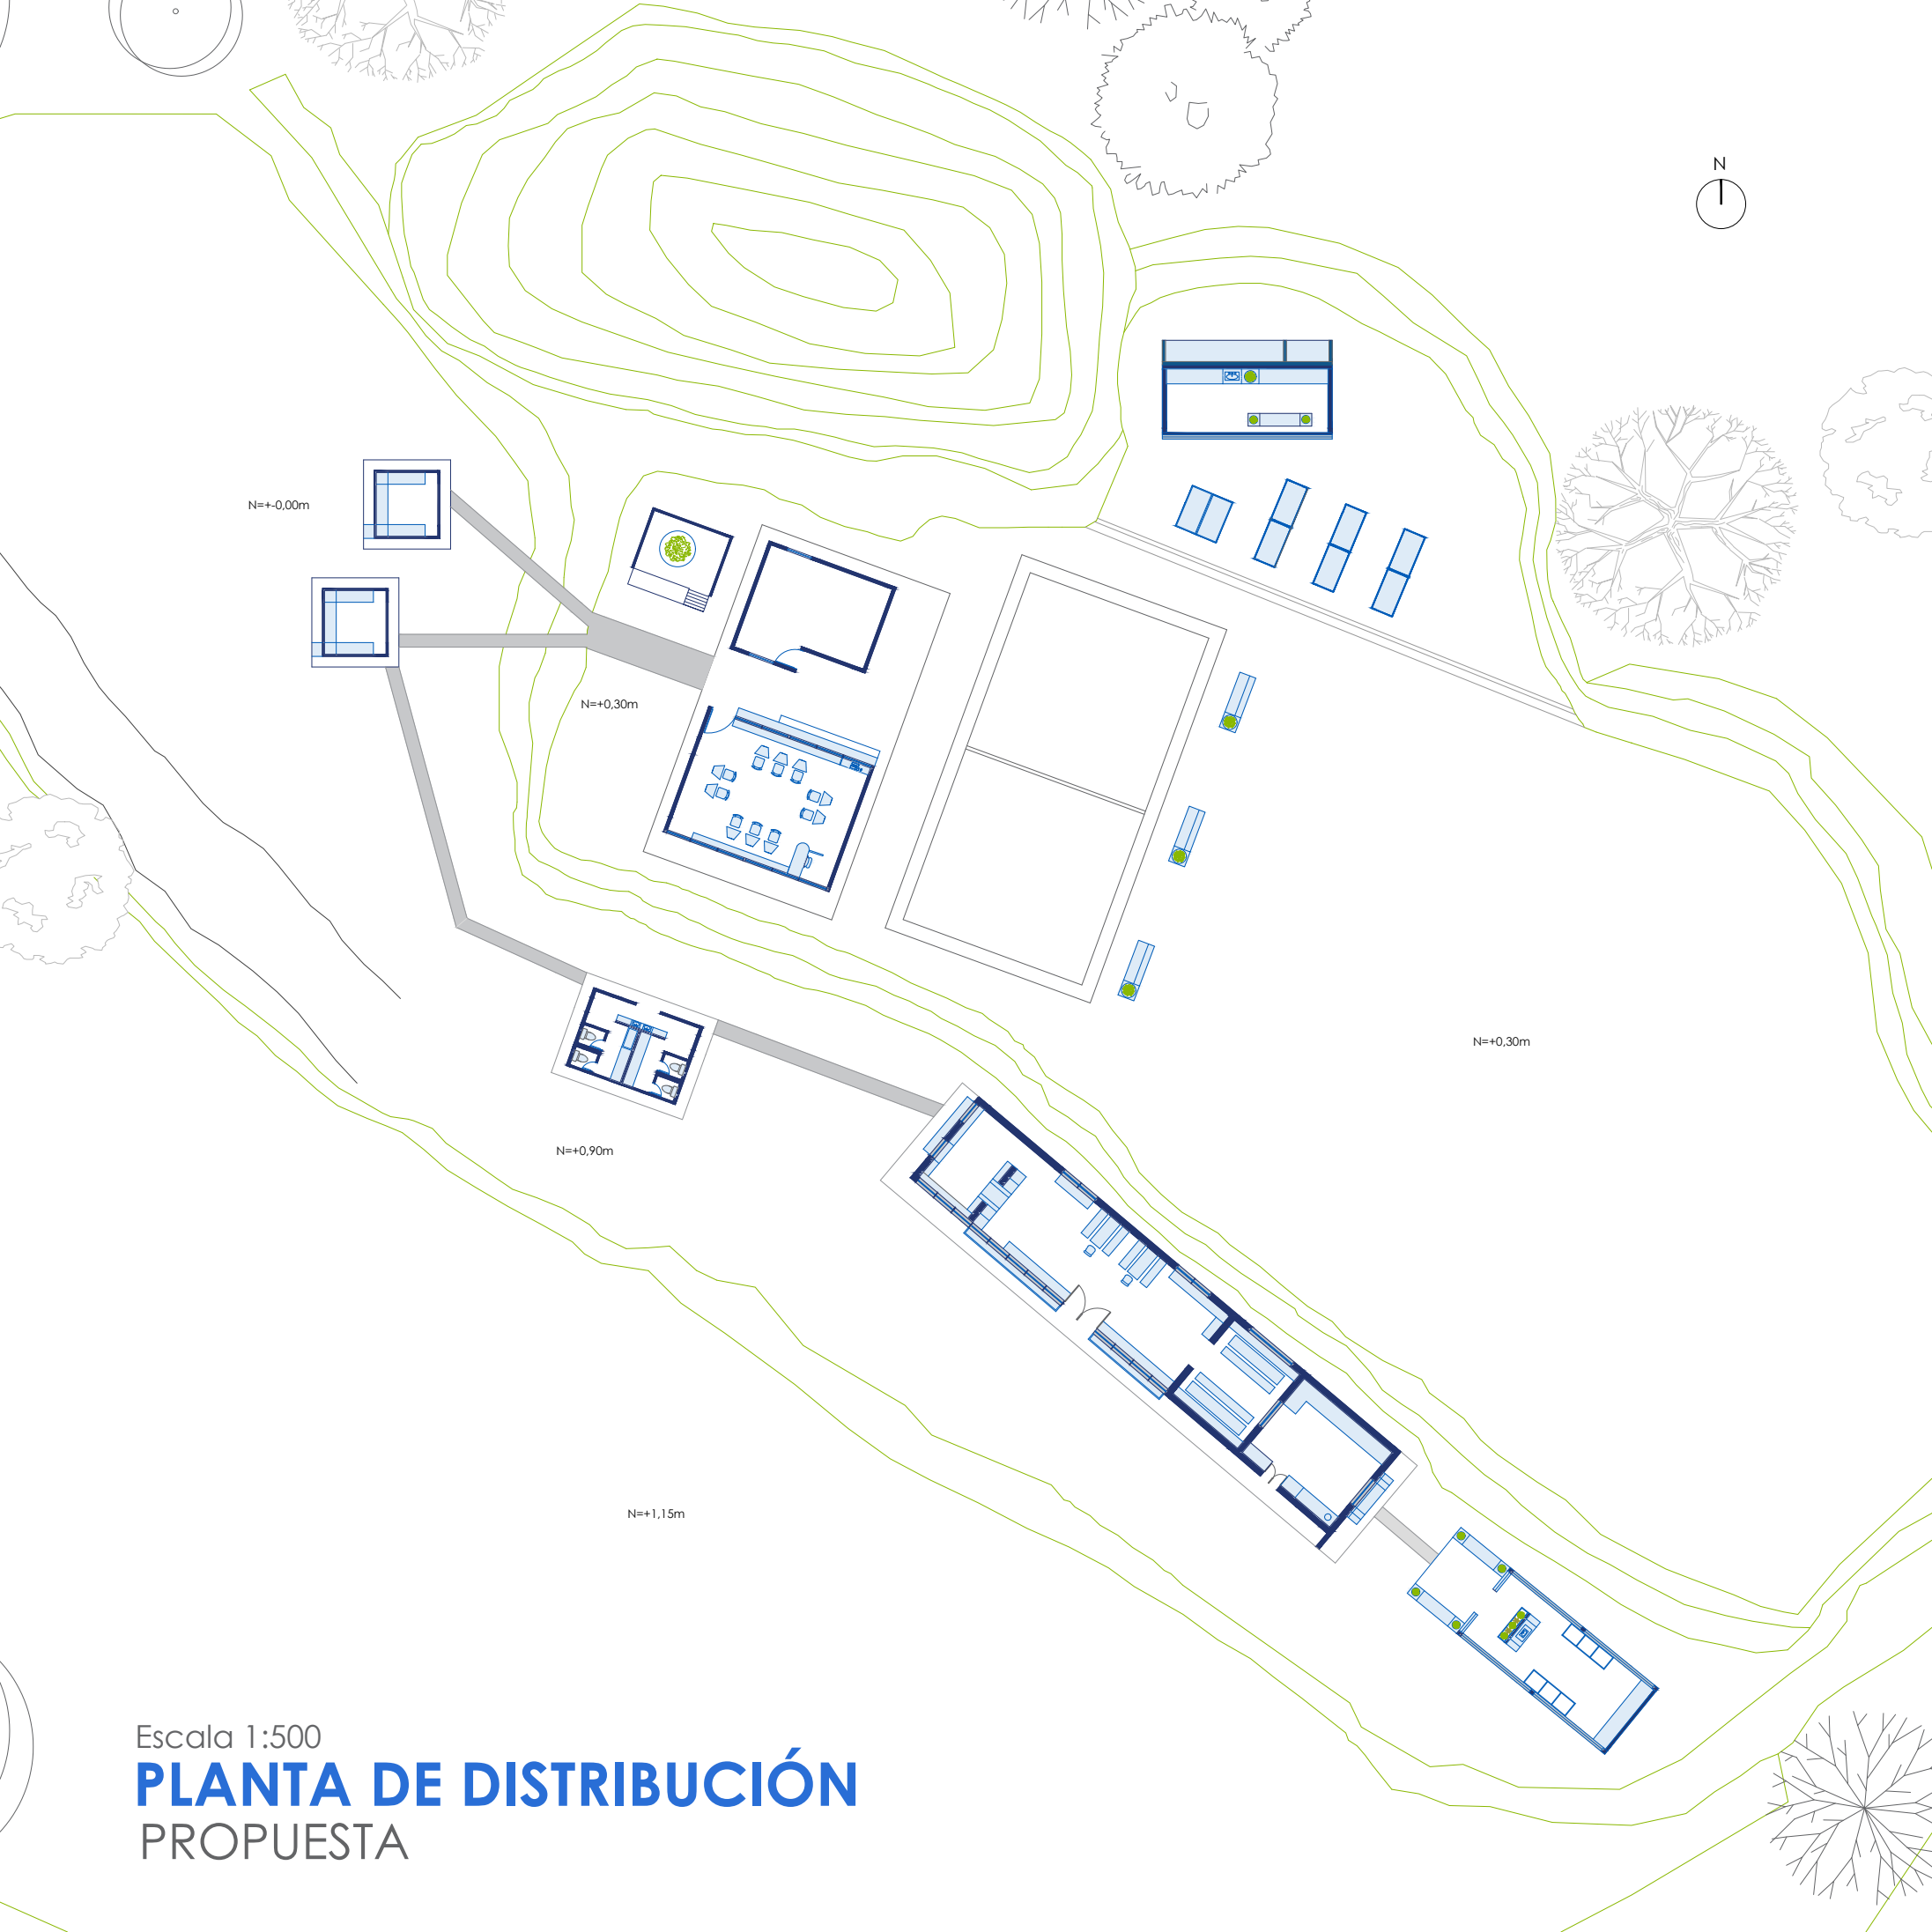 N
N=+-0,00m
N=+0,30m
N=+0,30m
N=+0,90m
N=+1,15m
Escala 1:500
PLANTA DE DISTRIBUCIÓN
PROPUESTA